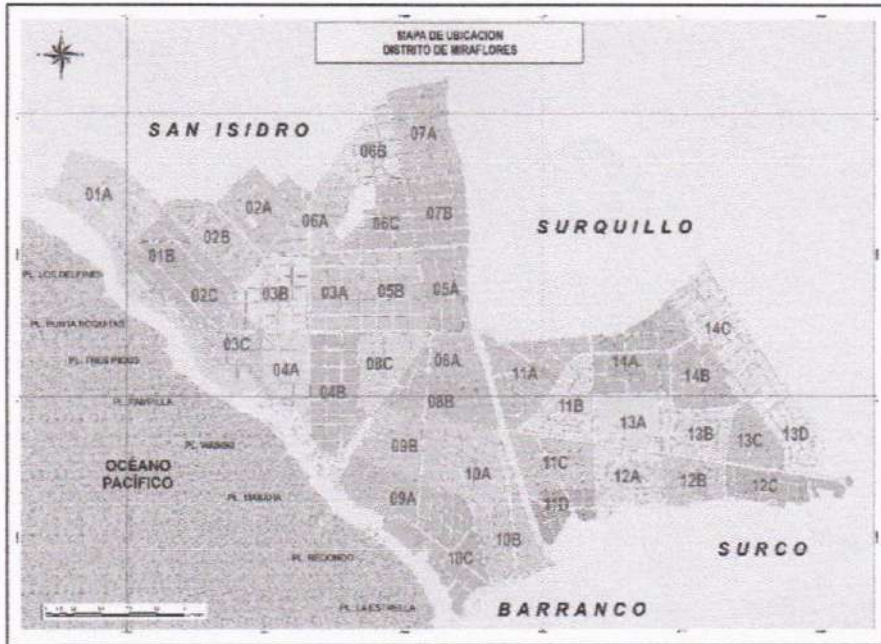 MAPA DE UBICACION
DISTRITO DE MIRAFLORES
SAN ISIDRO
07A
06B
01A
02A
02B
06A
06C
07B
SURQUILLO
01B
PL. LOS DELFINES
02C
03B
03A
05B
05A
PL. PUNTA ROQUITAS
14C
03C
PL. TRES PICOS
04A
08C
08A
11A
14A
14B
04B
08B
11B
13A
13B
13C
13D
09B
OCÉANO
PACÍFICO
10A
11C
12A
12B
12C
09A
11D
10B
PL. REDONDO
10C
SURCO
PL. LA ESTRELLA
BARRANCO